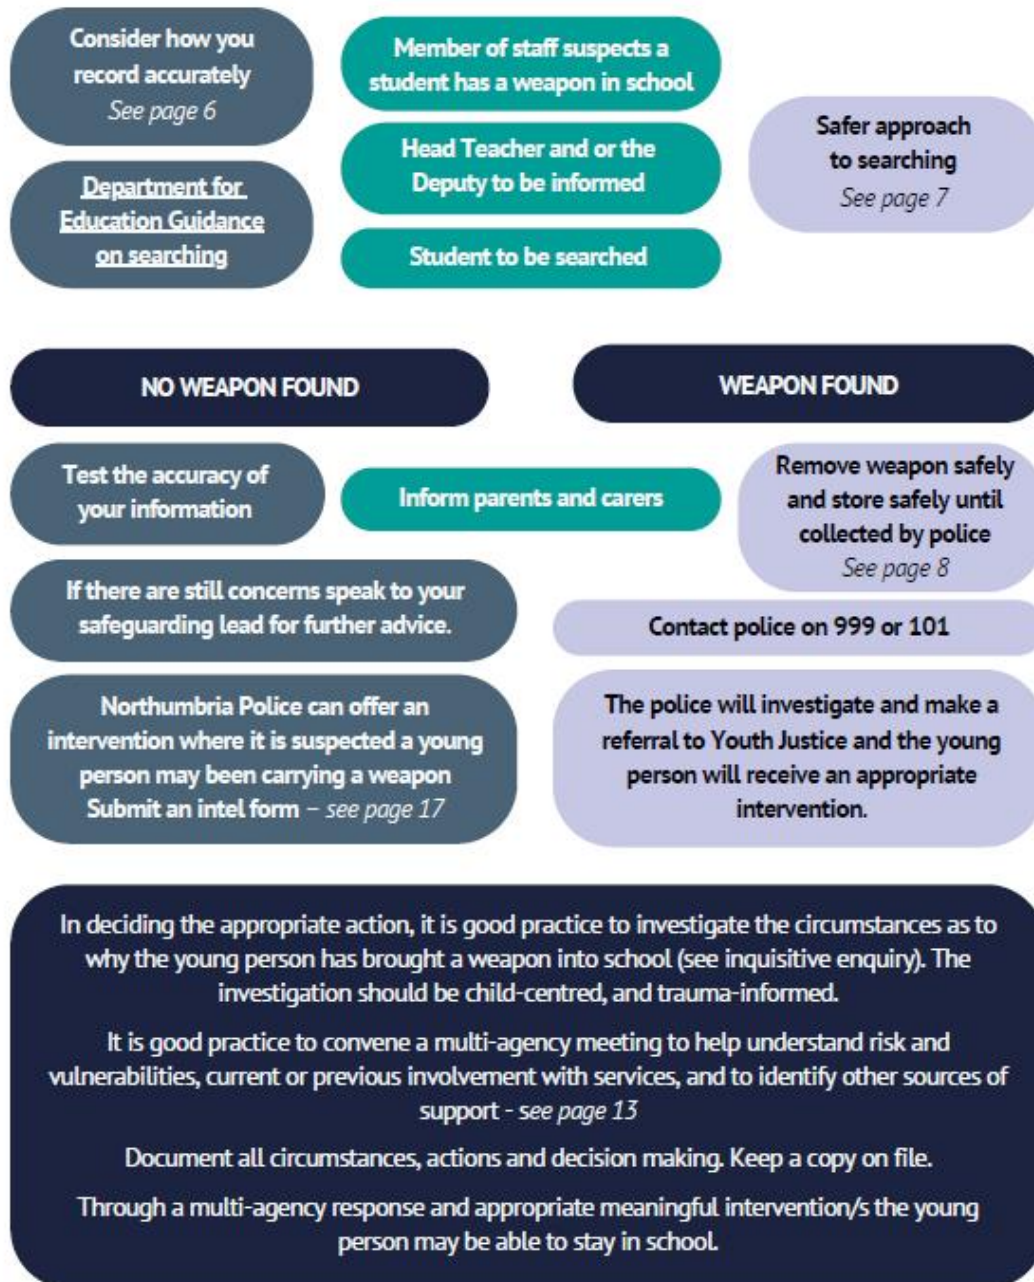 Consider how you
record accurately
See page 6
Department for
Education Guidance
on searching
Member of staff suspects a
student has a weapon in school
Head Teacher and or the
Deputy to be informed
Student to be searched
Safer approach
to searching
See page 7
NO WEAPON FOUND
WEAPON FOUND
Test the accuracy of
your information
Inform parents and carers
Remove weapon safely
and store safely until
collected by police
See page 8
If there are still concerns speak to your
safeguarding lead for further advice.
Contact police on 999 or 101
Northumbria Police can offer an
intervention where it is suspected a young
person may been carrying a weapon
Submit an intel form – see page 17
The police will investigate and make a
referral to Youth Justice and the young
person will receive an appropriate
intervention.
In deciding the appropriate action, it is good practice to investigate the circumstances as to
why the young person has brought a weapon into school (see inquisitive enquiry). The
investigation should be child-centred, and trauma-informed.
It is good practice to convene a multi-agency meeting to help understand risk and
vulnerabilities, current or previous involvement with services, and to identify other sources of
support - see page 13
Document all circumstances, actions and decision making. Keep a copy on file.
Through a multi-agency response and appropriate meaningful intervention/s the young
person may be able to stay in school.